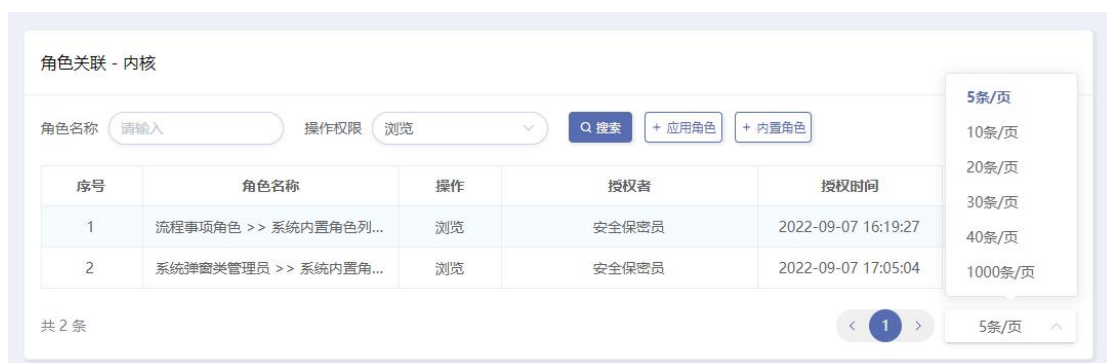 角色关联 - 内核
角色名称 请输入 操作权限 浏览 搜索 + 应用角色 + 内置角色
序号 角色名称 操作 授权者 授权时间
1 流程事项角色 >> 系统内置角色列... 浏览 安全保密员 2022-09-07 16:19:27
2 系统弹窗类管理员 >> 系统内置角... 浏览 安全保密员 2022-09-07 17:05:04
5条/页
10条/页
20条/页
30条/页
40条/页
1000条/页
共 2 条 < 1 > 5条/页